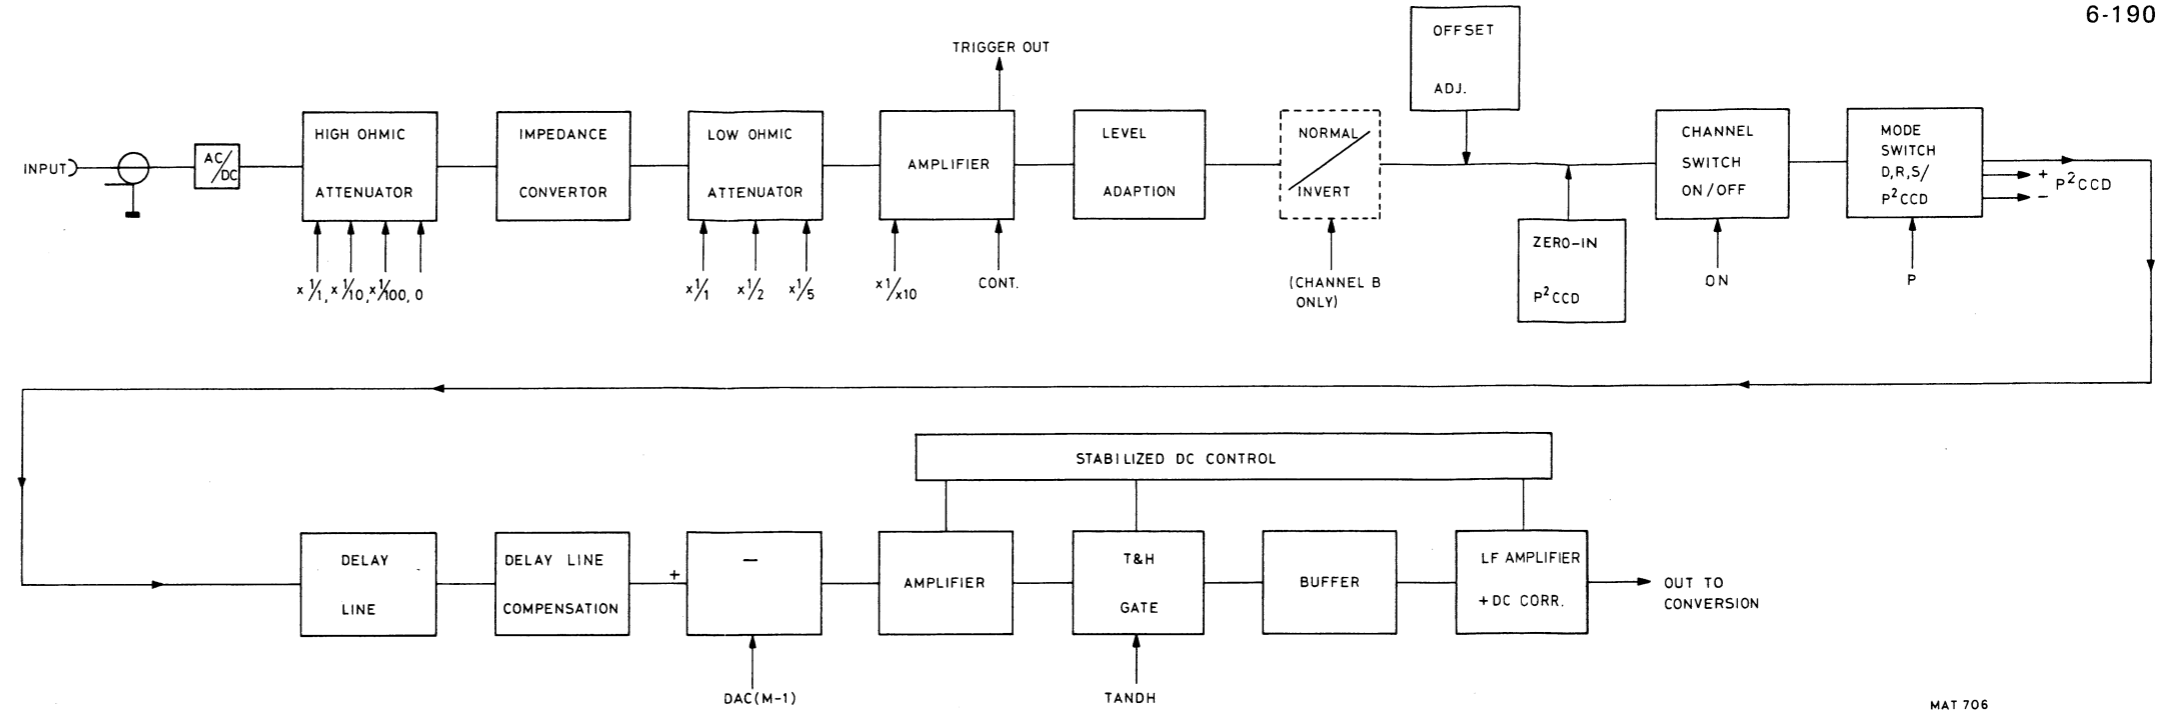 6-190
TRIGGER OUT
OFFSET
ADJ.
INPUT
AC/
DC
HIGH OHMIC
ATTENUATOR
IMPEDANCE
CONVERTOR
LOW OHMIC
ATTENUATOR
AMPLIFIER
LEVEL
ADAPTION
NORMAL
INVERT
CHANNEL
SWITCH
ON/OFF
MODE
SWITCH
D,R,S/
P²CCD
+
P²CCD
-
ZERO-IN
P²CCD
x 1/1, x 1/10, x 1/100, 0
x1/1 x1/2 x1/5
x1/x10
CONT.
(CHANNEL B
ONLY)
ON
P
STABILIZED DC CONTROL
DELAY
LINE
DELAY LINE
COMPENSATION
+
−
AMPLIFIER
T&H
GATE
BUFFER
LF AMPLIFIER
+DC CORR.
OUT TO
CONVERSION
DAC(M-1)
TANDH
MAT 706